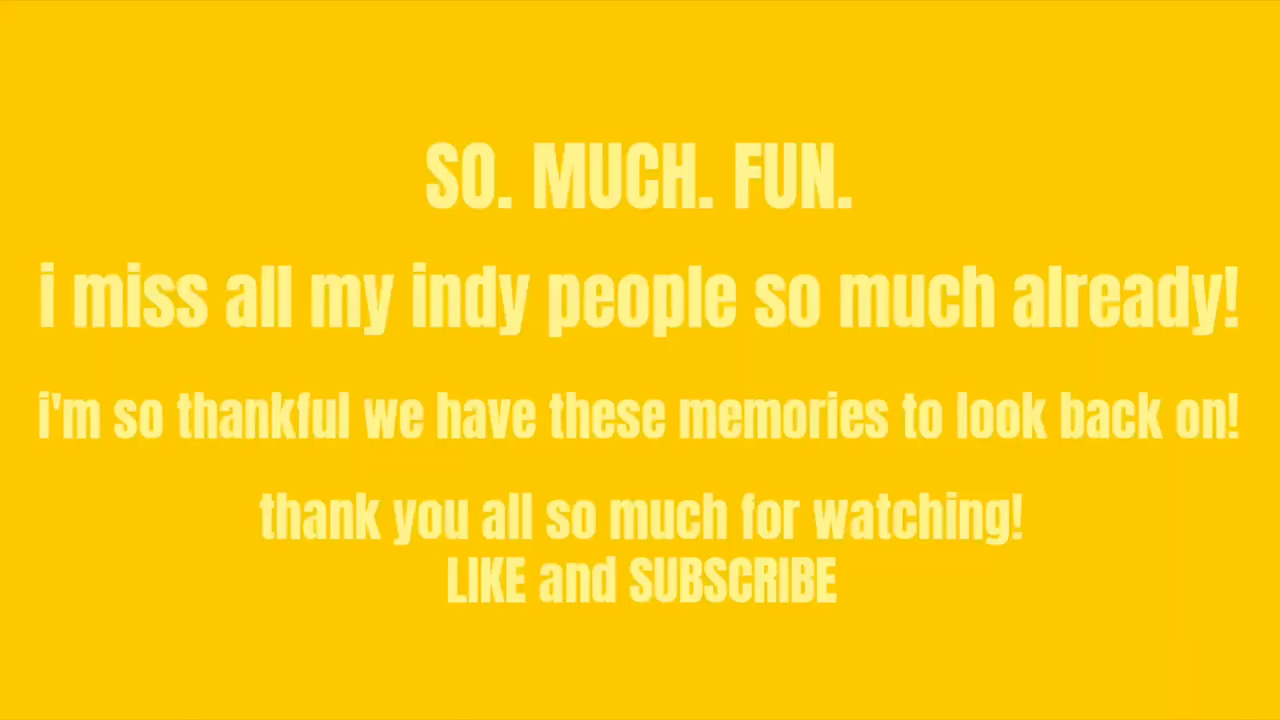 SO. MUCH. FUN.
i miss all my indy people so much already!
i'm so thankful we have these memories to look back on!
thank you all so much for watching!
LIKE and SUBSCRIBE